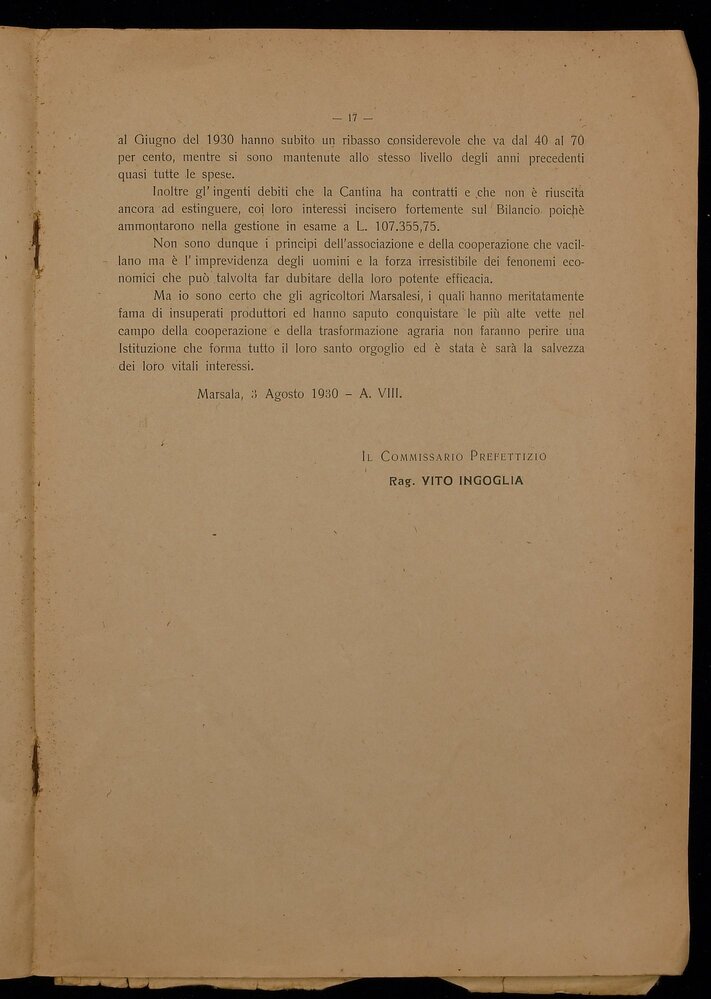 — 17 —
al Giugno del 1930 hanno subito un ribasso considerevole che va dal 40 al 70
per cento, mentre si sono mantenute allo stesso livello degli anni precedenti
quasi tutte le spese.
Inoltre gl' ingenti debiti che la Cantina ha contratti e che non è riuscita
ancora ad estinguere, coi loro interessi incisero fortemente sul Bilancio poichè
ammontarono nella gestione in esame a L. 107.355,75.
Non sono dunque i principi dell'associazione e della cooperazione che vacil-
lano ma è l' imprevidenza degli uomini e la forza irresistibile dei fenonemi eco-
nomici che può talvolta far dubitare della loro potente efficacia.
Ma io sono certo che gli agricoltori Marsalesi, i quali hanno meritatamente
fama di insuperati produttori ed hanno saputo conquistare le più alte vette nel
campo della cooperazione e della trasformazione agraria non faranno perire una
Istituzione che forma tutto il loro santo orgoglio ed è stata è sarà la salvezza
dei loro vitali interessi.
Marsala, 3 Agosto 1930 – A. VIII.
IL COMMISSARIO PREFETTIZIO
Rag. VITO INGOGLIA